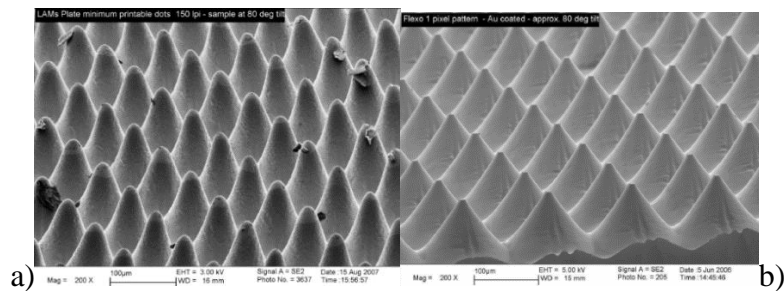 LAMs Plate minimum printable dots  150 lpi - sample at 80 deg tilt
Mag =  200 X
100µm
EHT =  3.00 kV
WD =  16 mm
Signal A = SE2
Photo No. = 3637
Date :15 Aug 2007
Time :15:56:57
a)
Flexo 1 pixel pattern  - Au coated - approx. 80 deg tilt
Mag =  200 X
100µm
EHT =  5.00 kV
WD =  15 mm
Signal A = SE2
Photo No. = 205
Date :5 Jun 2006
Time :14:45:46
b)